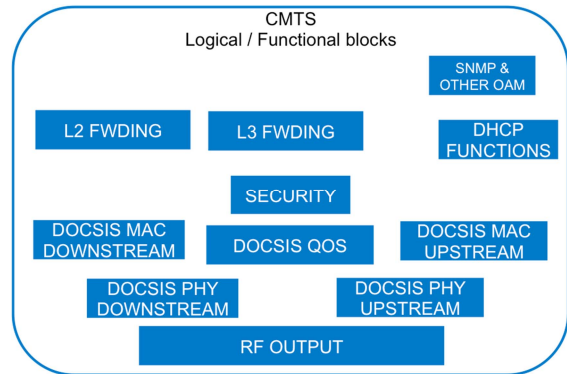 CMTS
Logical / Functional blocks
SNMP &
OTHER OAM
L2 FWDING
L3 FWDING
DHCP
FUNCTIONS
SECURITY
DOCSIS MAC
DOWNSTREAM
DOCSIS QOS
DOCSIS MAC
UPSTREAM
DOCSIS PHY
DOWNSTREAM
DOCSIS PHY
UPSTREAM
RF OUTPUT